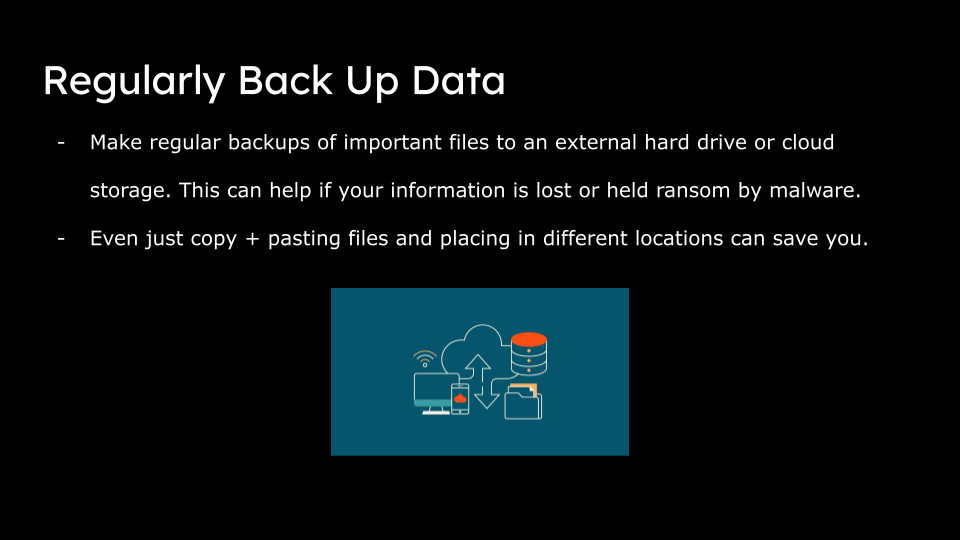 Regularly Back Up Data
- Make regular backups of important files to an external hard drive or cloud
storage. This can help if your information is lost or held ransom by malware.
- Even just copy + pasting files and placing in different locations can save you.